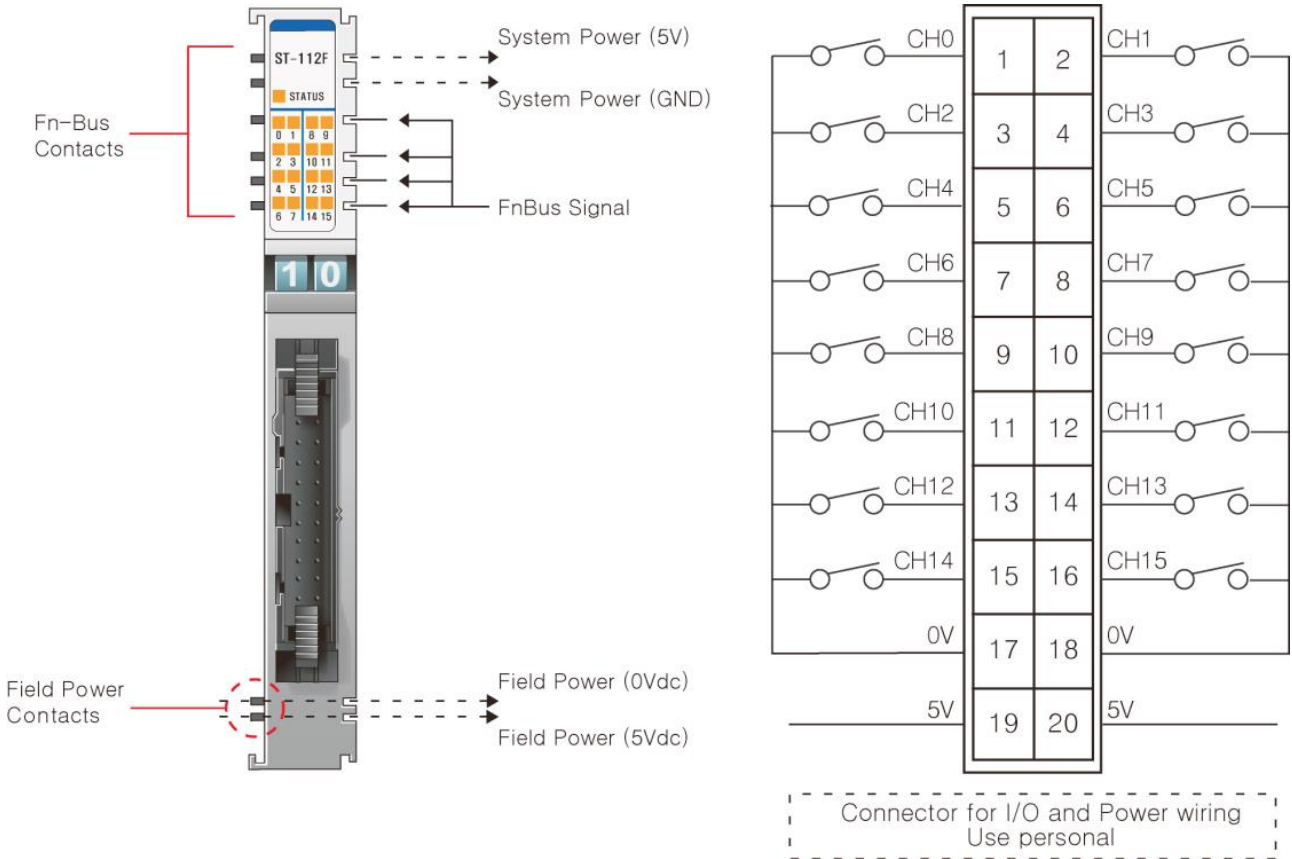 ST-112F
STATUS
0 1 8 9
2 3 10 11
4 5 12 13
6 7 14 15
10
Fn-Bus
Contacts
System Power (5V)
System Power (GND)
FnBus Signal
Field Power
Contacts
Field Power (0Vdc)
Field Power (5Vdc)
CH0 1 2 CH1
CH2 3 4 CH3
CH4 5 6 CH5
CH6 7 8 CH7
CH8 9 10 CH9
CH10 11 12 CH11
CH12 13 14 CH13
CH14 15 16 CH15
0V 17 18 0V
5V 19 20 5V
Connector for I/O and Power wiring
Use personal